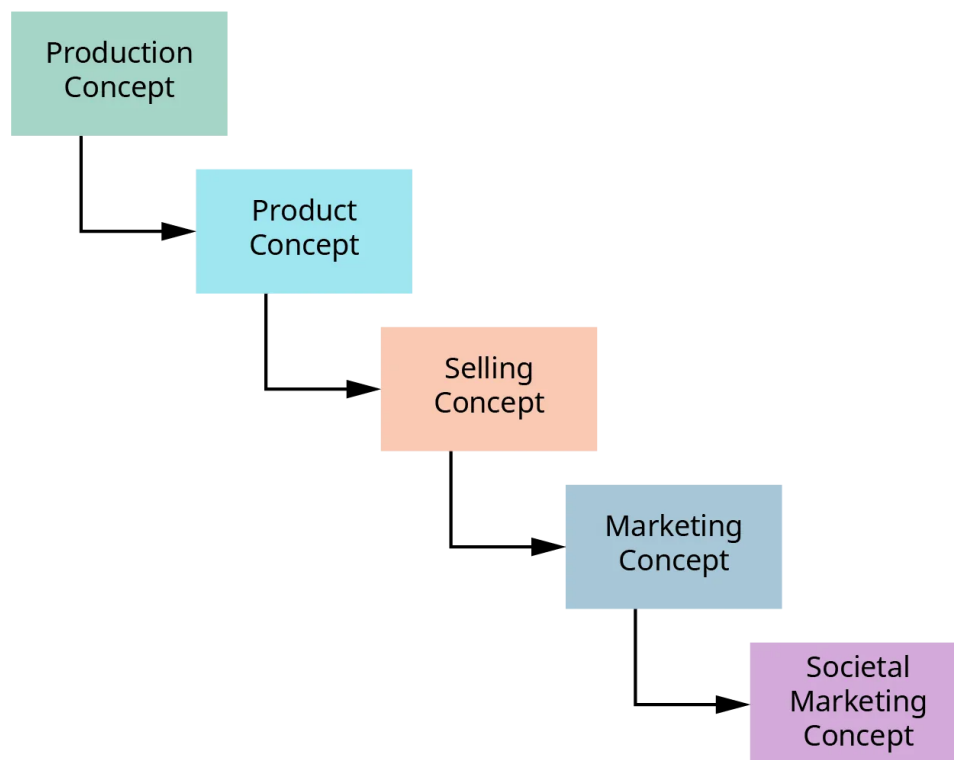 Production
Concept
Product
Concept
Selling
Concept
Marketing
Concept
Societal
Marketing
Concept